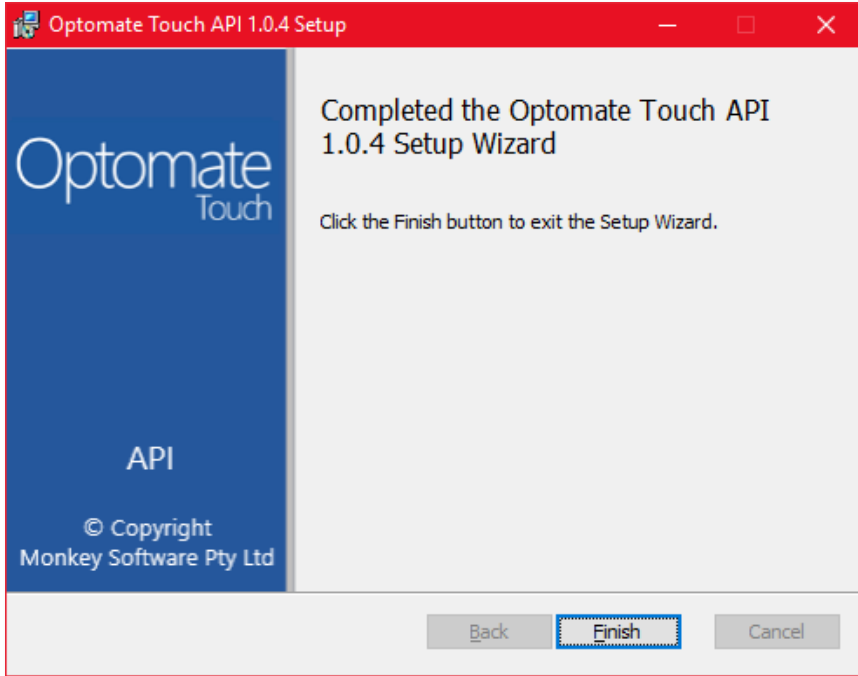 Optomate Touch API 1.0.4 Setup
Optomate
Touch
API
© Copyright
Monkey Software Pty Ltd
Completed the Optomate Touch API
1.0.4 Setup Wizard
Click the Finish button to exit the Setup Wizard.
Back
Finish
Cancel